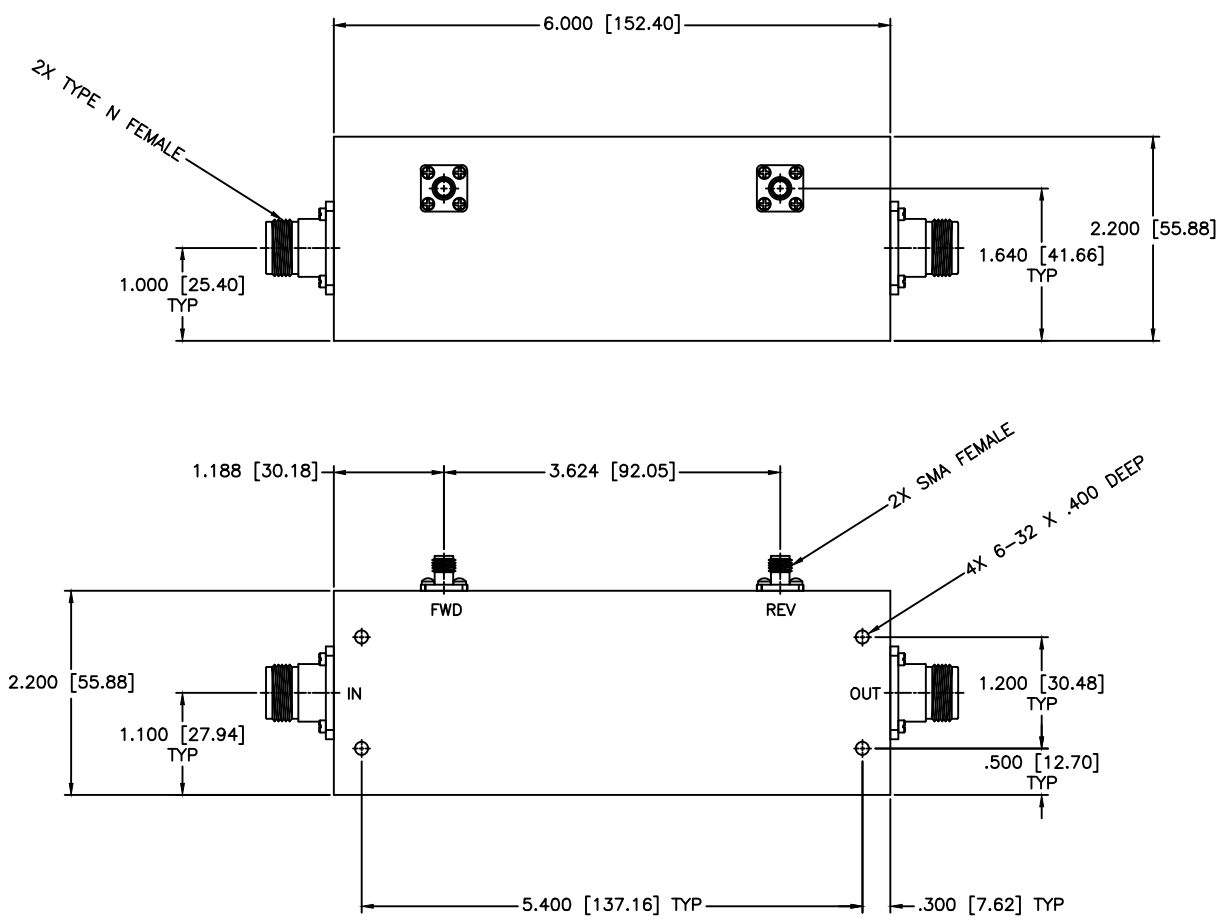 6.000 [152.40]
2X TYPE N FEMALE
2.200 [55.88]
1.640 [41.66]
TYP
1.000 [25.40]
TYP
2X SMA FEMALE
4X 6-32 X .400 DEEP
1.188 [30.18]
3.624 [92.05]
FWD
REV
2.200 [55.88]
IN
OUT
1.200 [30.48]
TYP
1.100 [27.94]
TYP
.500 [12.70]
TYP
5.400 [137.16] TYP
.300 [7.62] TYP